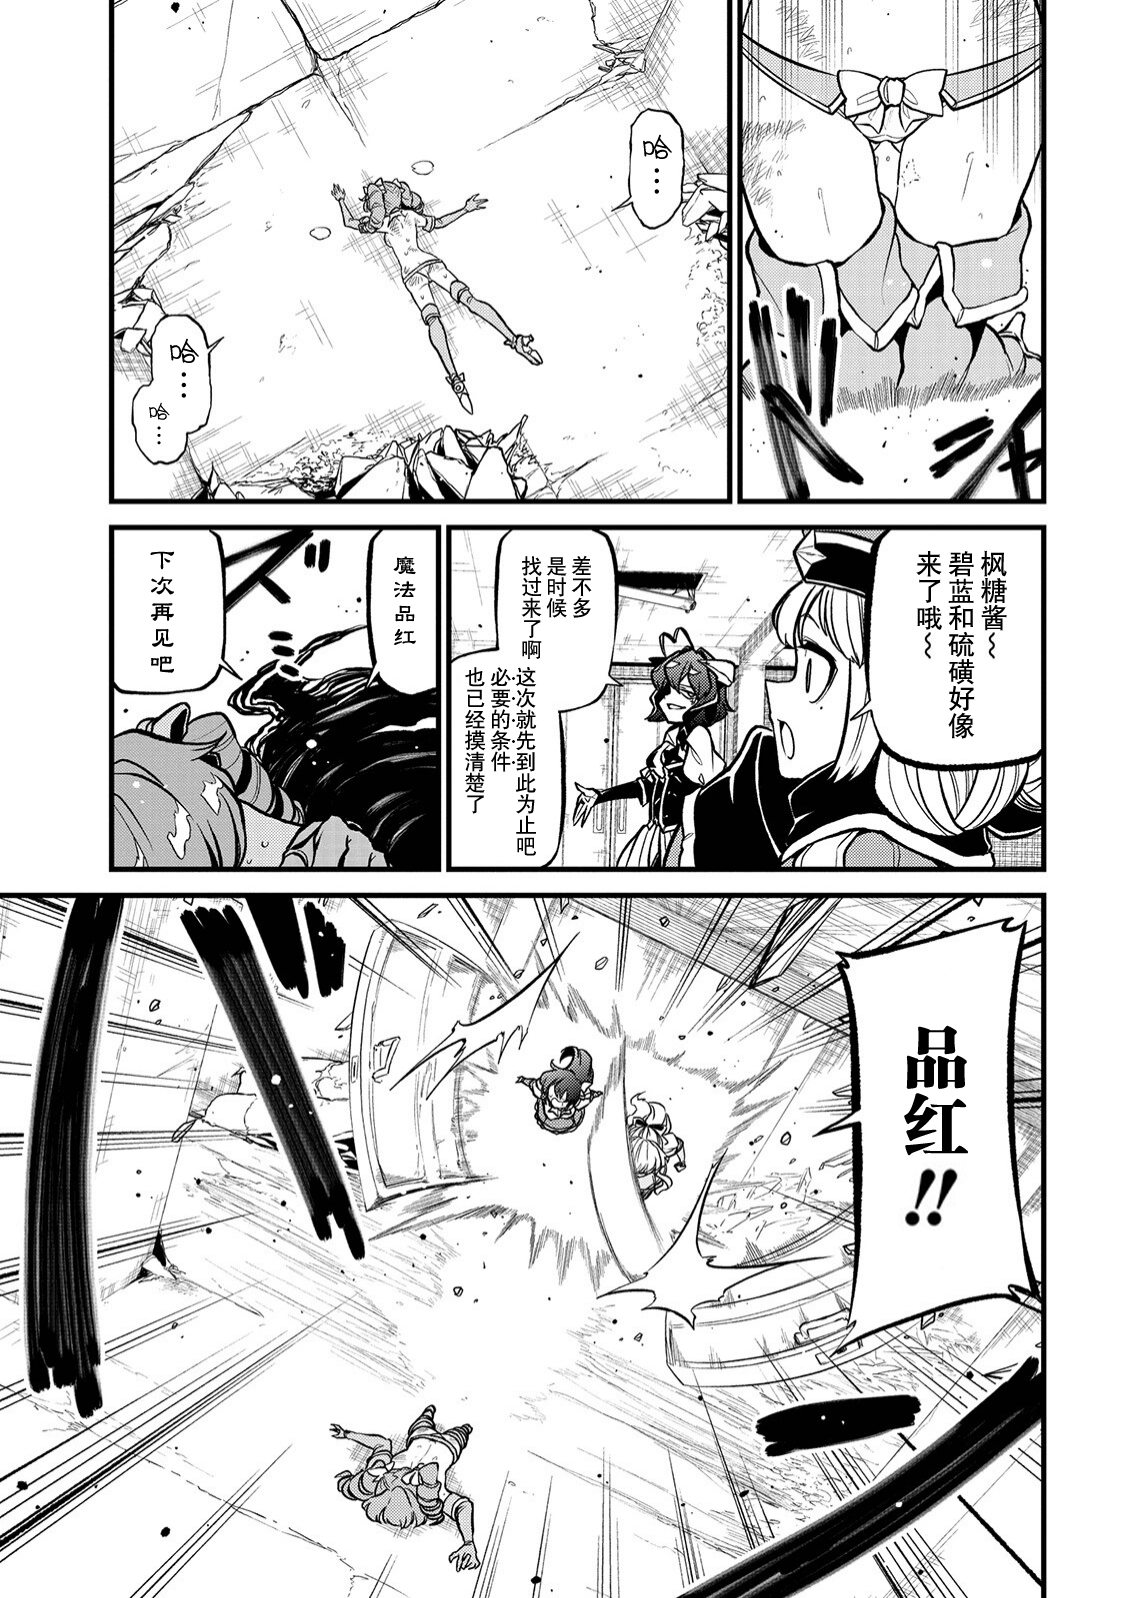 哈…
哈…
哈…
枫糖酱～
碧蓝和硫磺好像
来了哦～
差不多
是时候
找过来了啊
这次就先到此为止吧
必要的条件
也已经摸清楚了
魔法品红
下次再见吧
品红!!